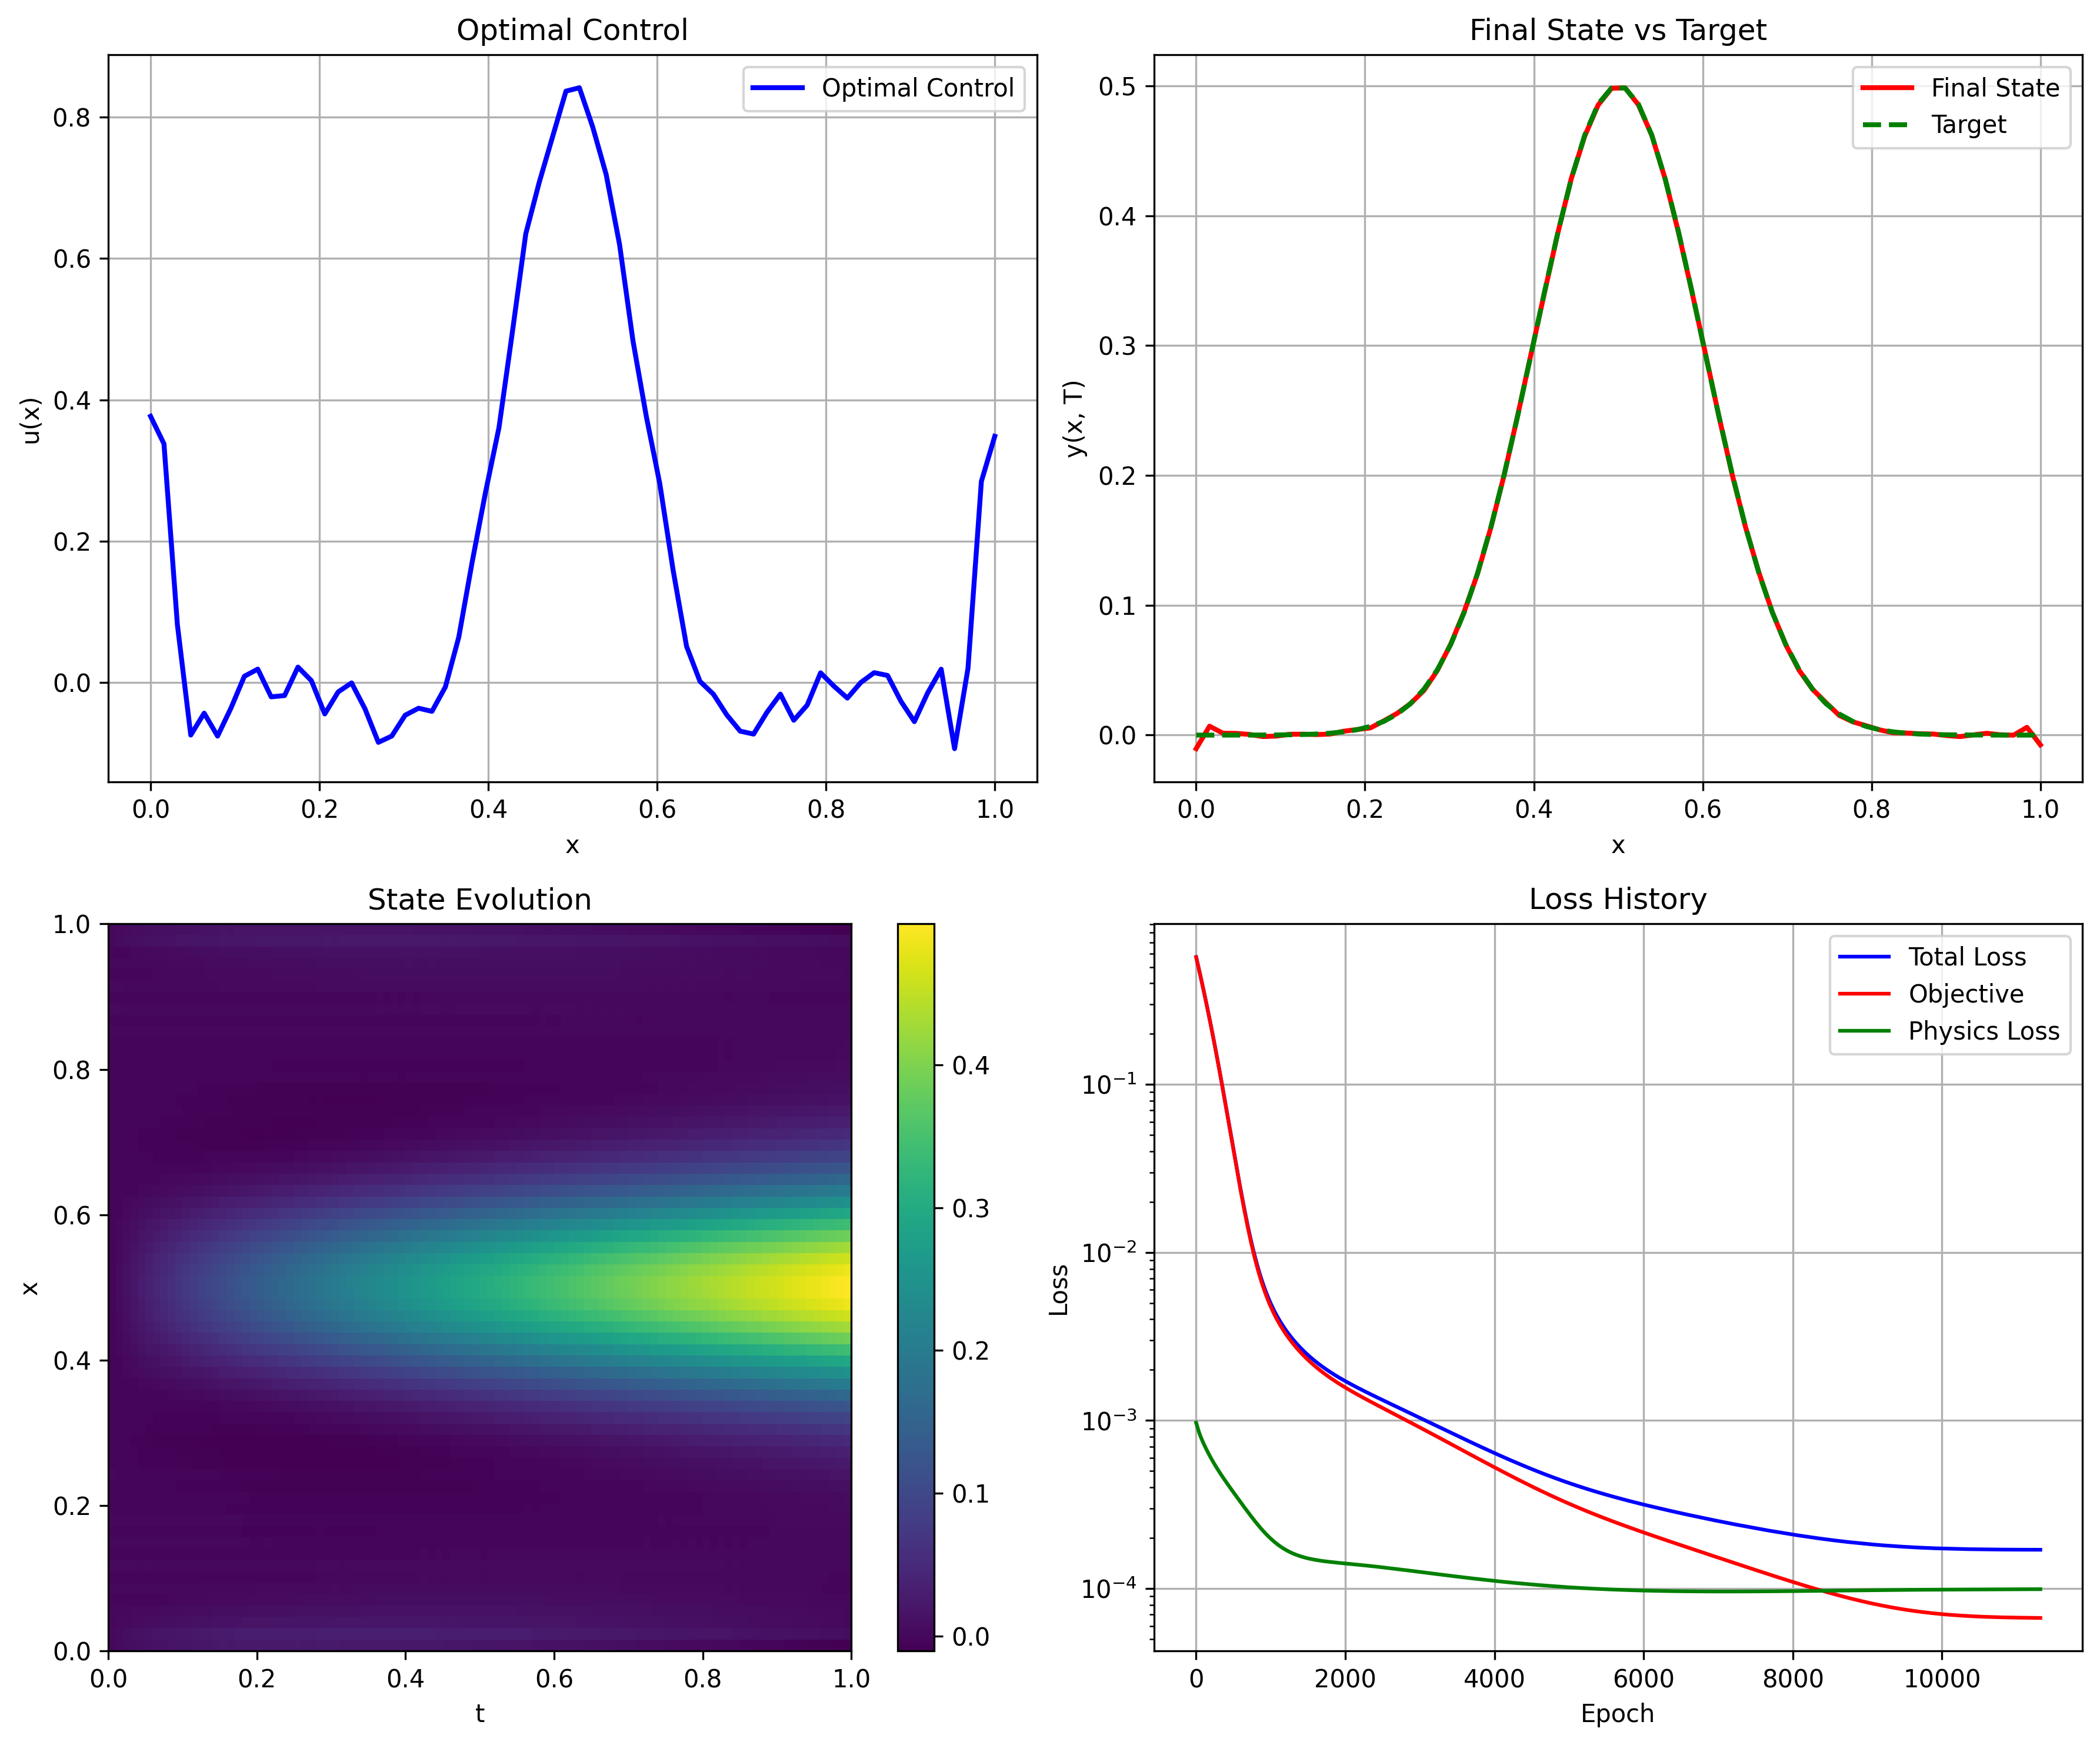 Optimal Control
Optimal Control
u(x)
0.8
0.6
0.4
0.2
0.0
0.0 0.2 0.4 0.6 0.8 1.0
x
Final State vs Target
Final State
Target
y(x, T)
0.5
0.4
0.3
0.2
0.1
0.0
0.0 0.2 0.4 0.6 0.8 1.0
x
State Evolution
x
1.0
0.8
0.6
0.4
0.2
0.0
0.0 0.2 0.4 0.6 0.8 1.0
t
0.4
0.3
0.2
0.1
0.0
Loss History
Total Loss
Objective
Physics Loss
Loss
10⁻¹
10⁻²
10⁻³
10⁻⁴
0 2000 4000 6000 8000 10000
Epoch